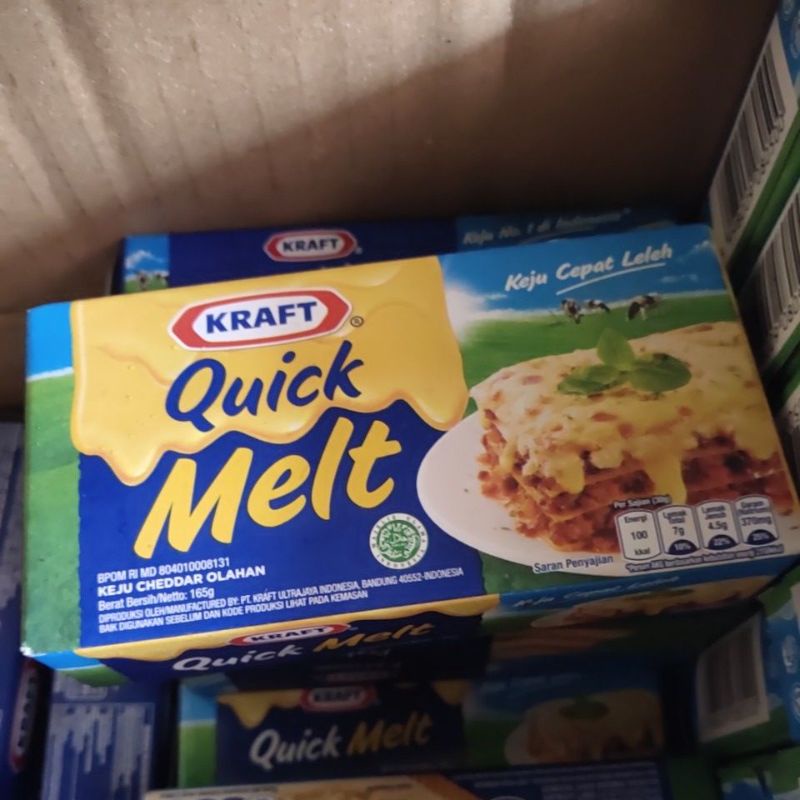 KRAFT
Keju No. 1 di Indonesia*
Keju Cepat Leleh
KRAFT®
Quick
Melt
BPOM RI MD 804010008131
KEJU CHEDDAR OLAHAN
Berat Bersih/Netto: 165g
DIPRODUKSI OLEH/MANUFACTURED BY: PT. KRAFT ULTRAJAYA INDONESIA, BANDUNG 40552-INDONESIA
BAIK DIGUNAKAN SEBELUM DAN KODE PRODUKSI LIHAT PADA KEMASAN
Saran Penyajian
Per Sajian (30g)
Energi
100
kkal
Lemak Total
7g
10%
Lemak
4.5g
22%
Garam
370mg
25%
KRAFT
Quick Melt
KRAFT
Quick Melt